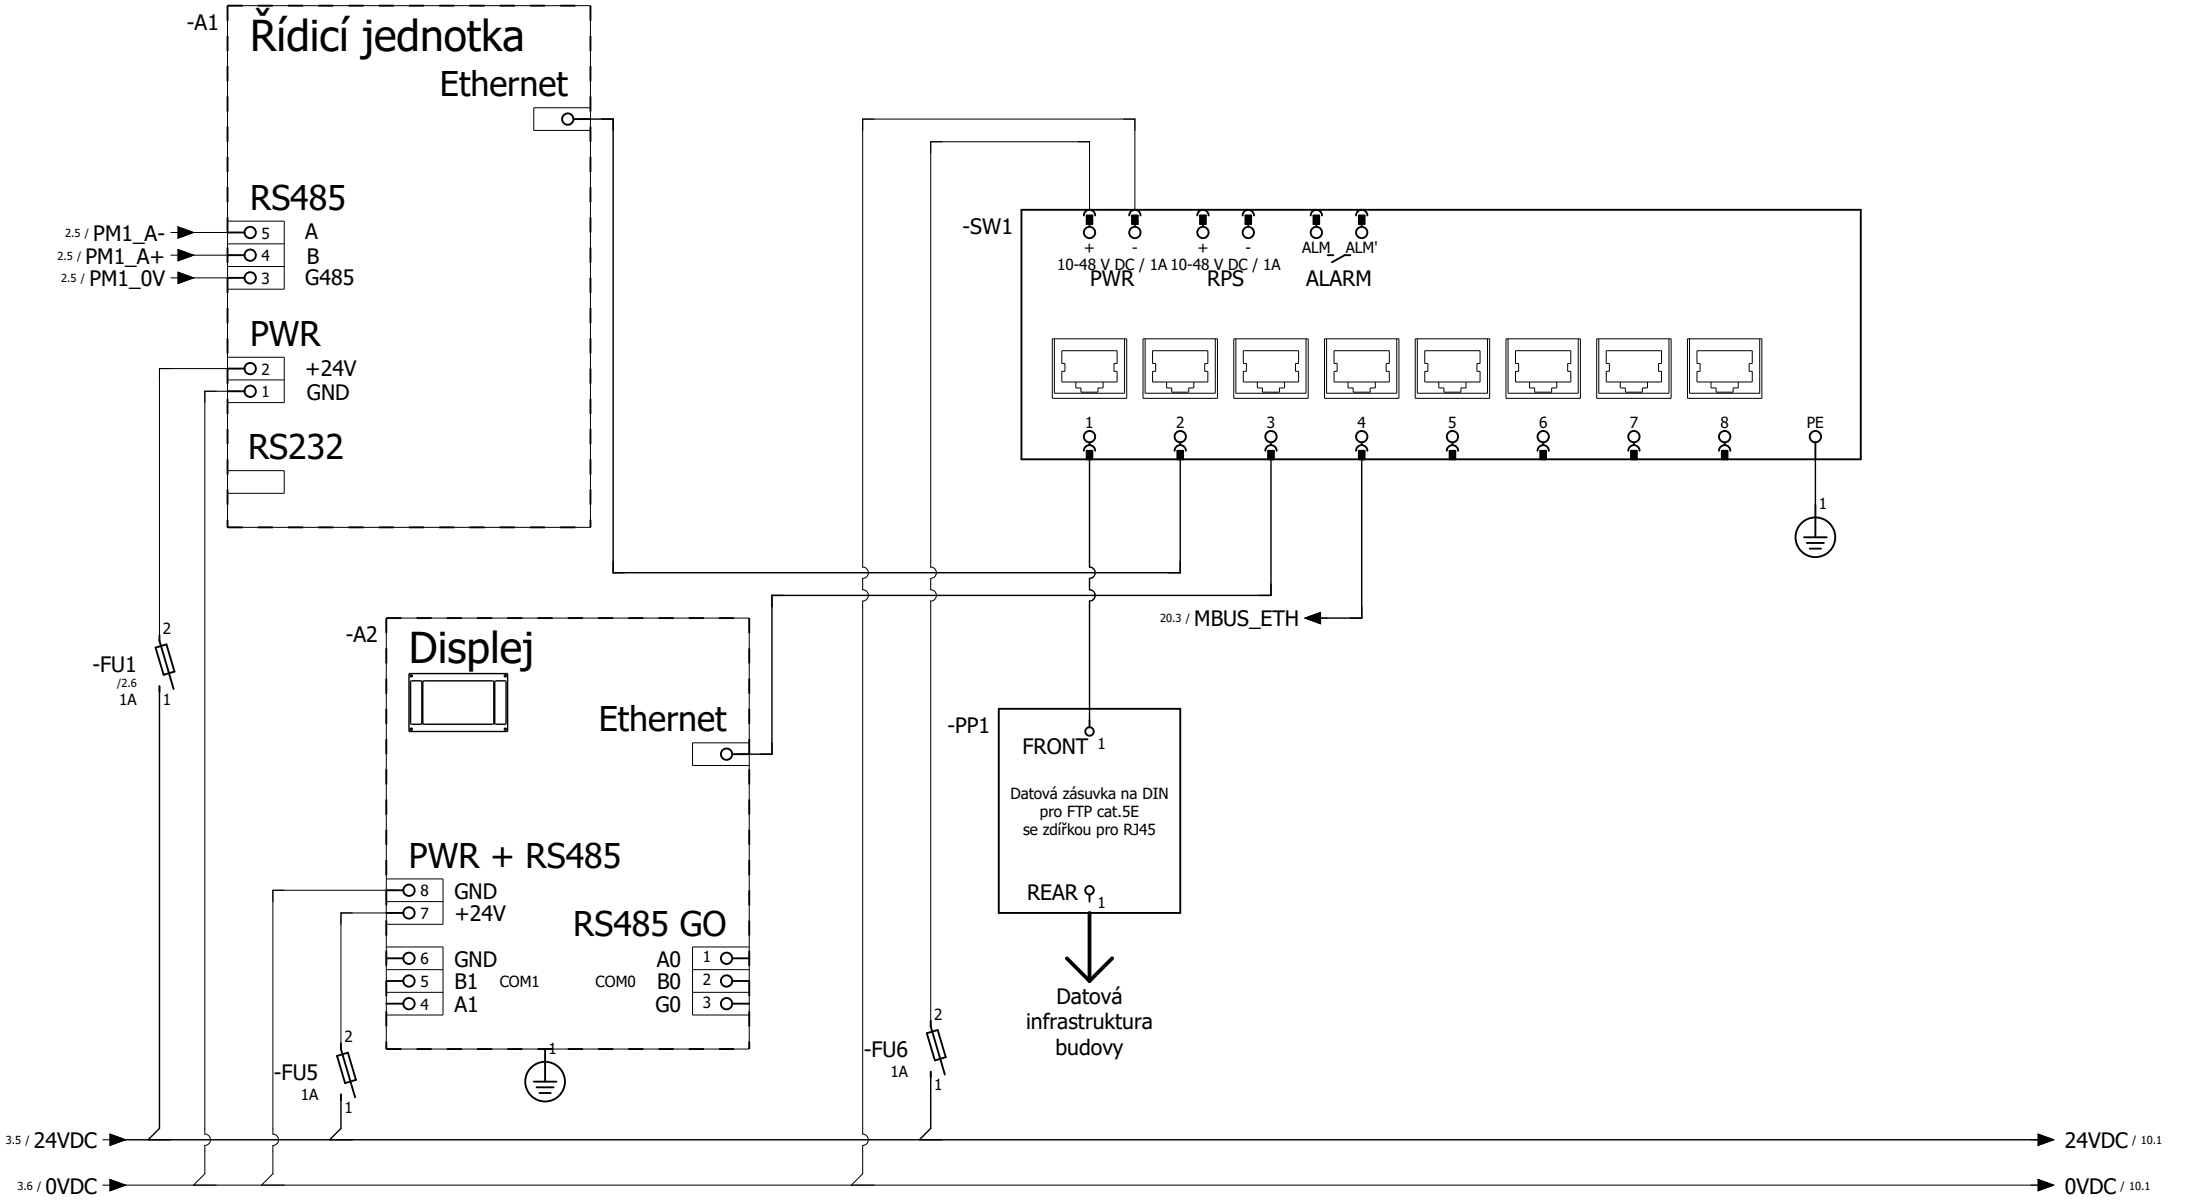 -A1
Řídicí jednotka
Ethernet
RS485
2.5 / PM1_A-
5 A
2.5 / PM1_A+
4 B
2.5 / PM1_0V
3 G485
PWR
2 +24V
1 GND
RS232
-SW1
+ - + - ALM ALM'
10-48 V DC / 1A 10-48 V DC / 1A
PWR RPS ALARM
1 2 3 4 5 6 7 8 PE
1
20.3 / MBUS_ETH
2
-FU1
/2.6
1A
1
-A2
Displej
Ethernet
PWR + RS485
8 GND
7 +24V
RS485 GO
6 GND
A0 1
5 B1 COM1
COM0 B0 2
4 A1
G0 3
1
2
-FU5
1A
1
-PP1
FRONT 1
Datová zásuvka na DIN
pro FTP cat.5E
se zdířkou pro RJ45
REAR 1
Datová
infrastruktura
budovy
2
-FU6
1A
1
3.5 / 24VDC
24VDC / 10.1
3.6 / 0VDC
0VDC / 10.1